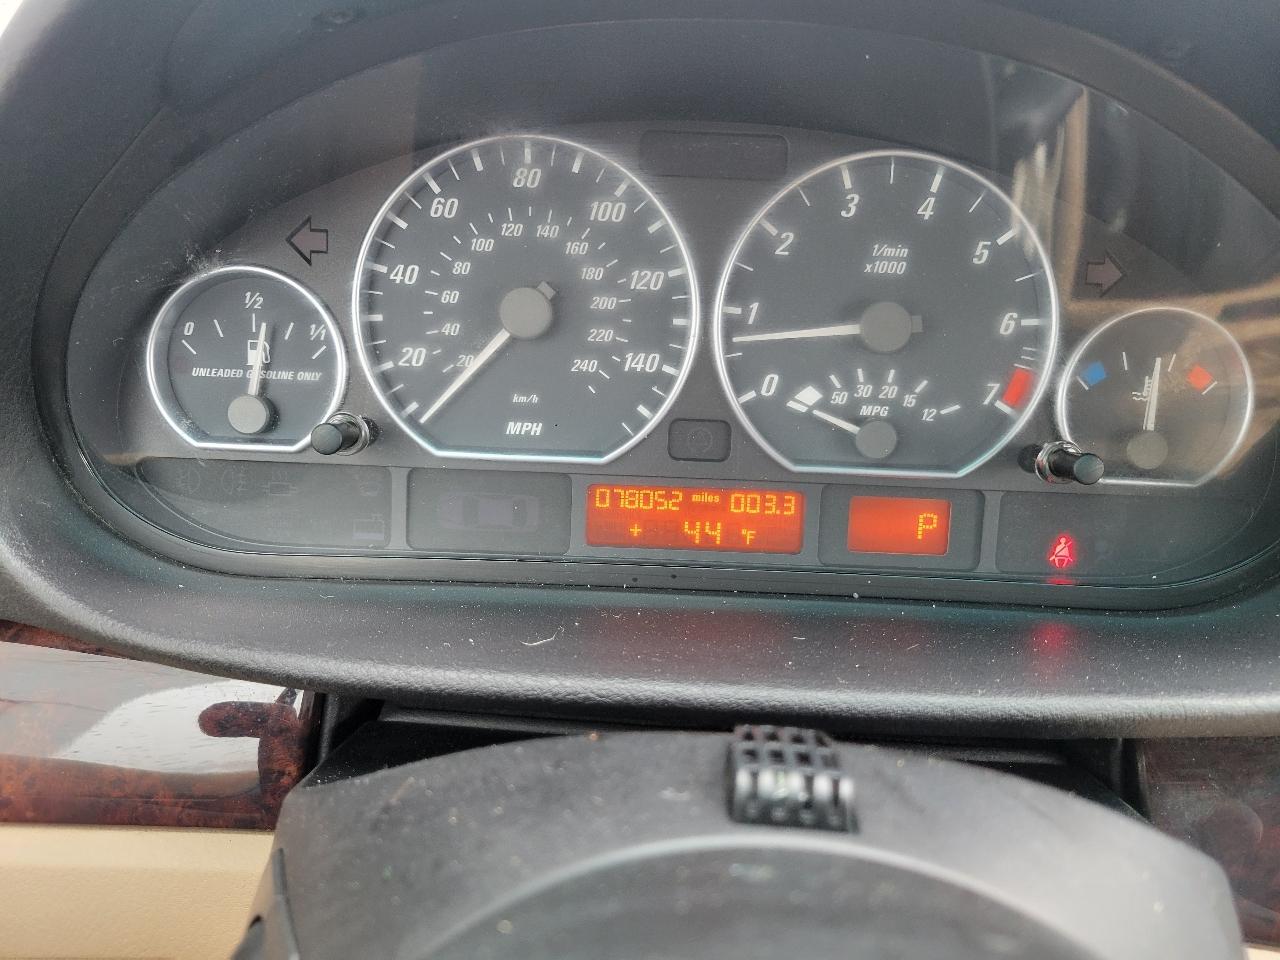 0 1/2 1/1
UNLEADED GASOLINE ONLY
20 40 60 80 100 120 140
20 40 60 80 100 120 140 160 180 200 220 240
km/h
MPH
0 1 2 3 4 5 6 7
1/min
x1000
50 30 20 15 12
MPG
078052 miles 003.3
+ 44 °F
P